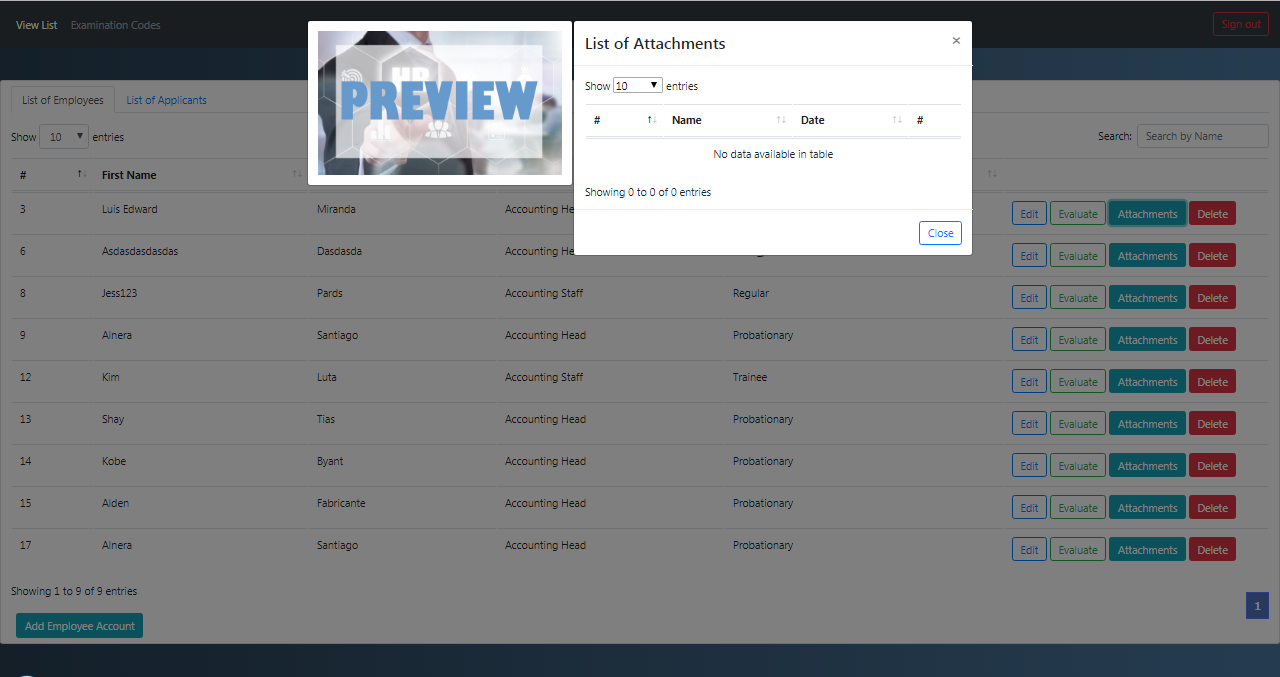 View List Examination Codes Sign out
HR
PREVIEW
List of Attachments ×
Show 10 entries
# Name Date #
No data available in table
Showing 0 to 0 of 0 entries
Close
List of Employees List of Applicants
Show 10 entries Search: Search by Name
# First Name
3 Luis Edward Miranda Accounting He Edit Evaluate Attachments Delete
6 Asdasdasdasdas Dasdasda Edit Evaluate Attachments Delete
8 Jess123 Pards Accounting Staff Regular Edit Evaluate Attachments Delete
9 Alnera Santiago Accounting Head Probationary Edit Evaluate Attachments Delete
12 Kim Luta Accounting Staff Trainee Edit Evaluate Attachments Delete
13 Shay Tias Accounting Head Probationary Edit Evaluate Attachments Delete
14 Kobe Byant Accounting Head Probationary Edit Evaluate Attachments Delete
15 Alden Fabricante Accounting Head Probationary Edit Evaluate Attachments Delete
17 Alnera Santiago Accounting Head Probationary Edit Evaluate Attachments Delete
Showing 1 to 9 of 9 entries
1
Add Employee Account